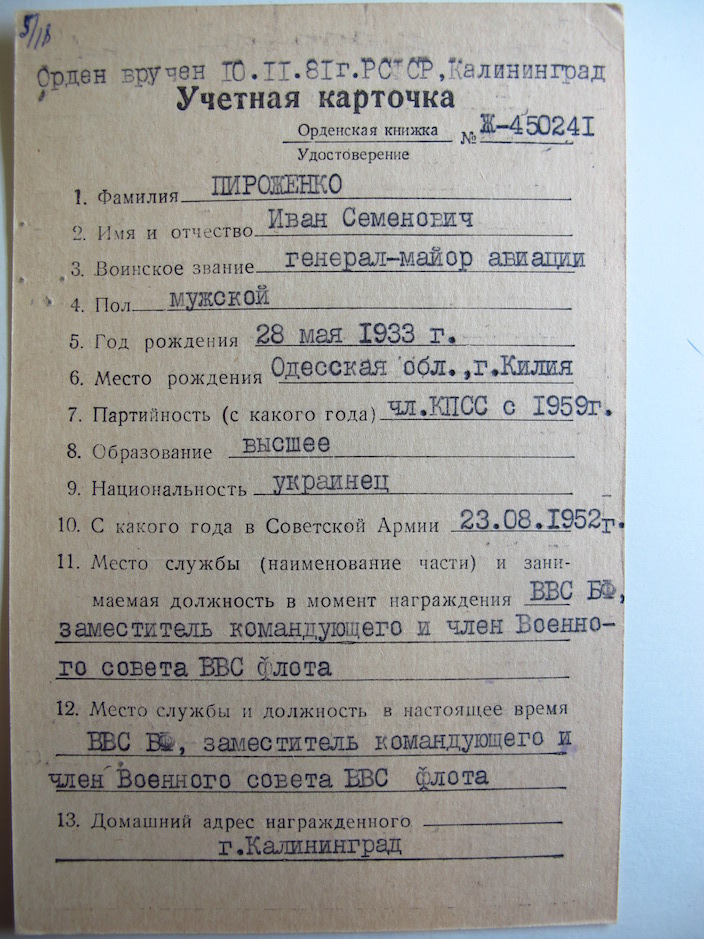 5/18
Орден вручен 10.11.81г.РСФСР,Калининград
Учетная карточка
Орденская книжка № Ж-450241
Удостоверение
1. Фамилия ПИРОЖЕНКО
2. Имя и отчество Иван Семенович
3. Воинское звание генерал-майор авиации
4. Пол мужской
5. Год рождения 28 мая 1933 г.
6. Место рождения Одесская обл.,г.Килия
7. Партийность (с какого года) чл.КПСС с 1959г.
8. Образование высшее
9. Национальность украинец
10. С какого года в Советской Армии 23.08.1952г.
11. Место службы (наименование части) и зани-
маемая должность в момент награждения ВВС БФ,
заместитель командующего и член Военно-
го совета ВВС флота
12. Место службы и должность в настоящее время
ВВС БФ, заместитель командующего и
член Военного совета ВВС флота
13. Домашний адрес награжденного
г.Калининград